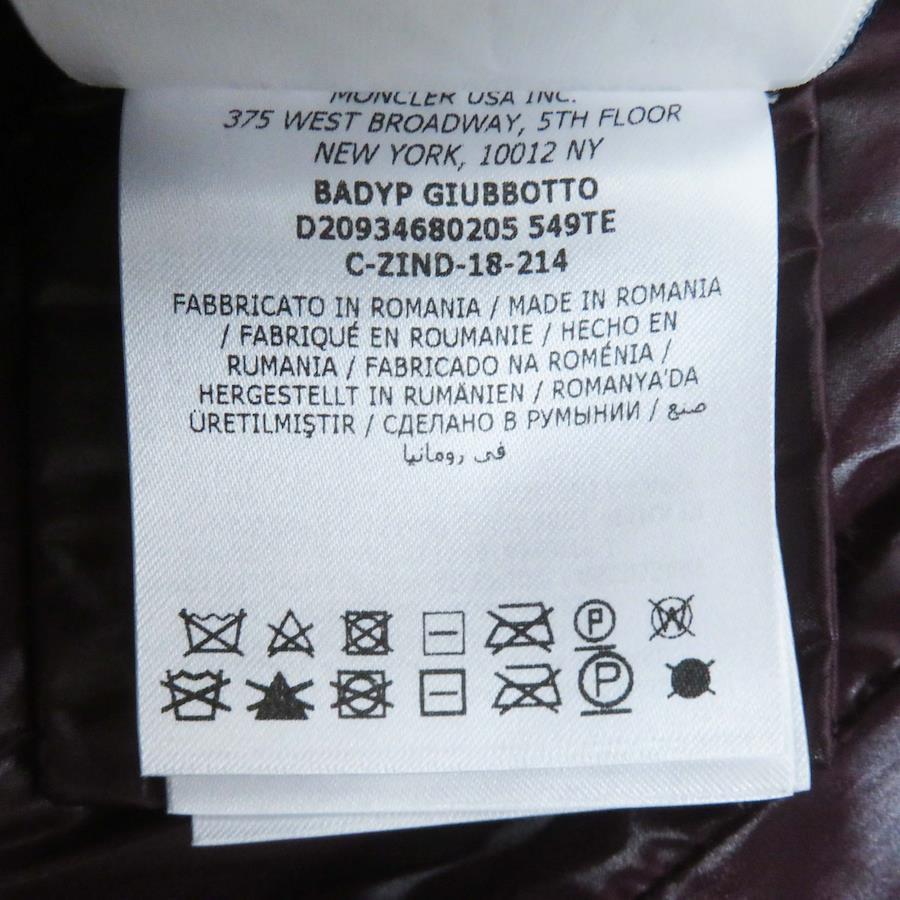 MONCLER USA INC.
375 WEST BROADWAY, 5TH FLOOR
NEW YORK, 10012 NY
BADYP GIUBBOTTO
D20934680205 549TE
C-ZIND-18-214
FABBRICATO IN ROMANIA / MADE IN ROMANIA
/ FABRIQUÉ EN ROUMANIE / HECHO EN
RUMANIA / FABRICADO NA ROMÉNIA /
HERGESTELLT IN RUMÄNIEN / ROMANYA'DA
ÜRETILMIŞTIR / СДЕЛАНО В РУМЫНИИ / صنع
في رومانيا
P W
P